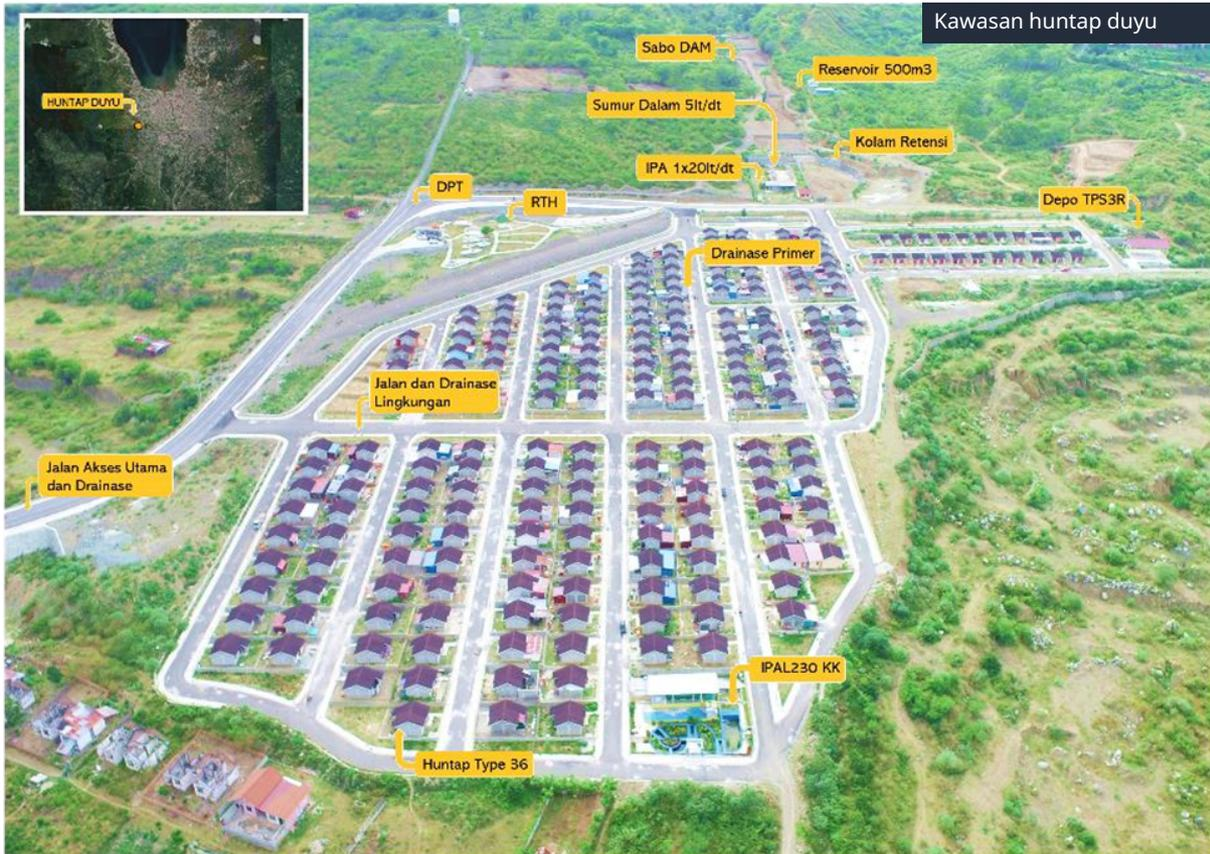 Kawasan huntap duyu
Sabo DAM
Reservoir 500m3
HUNTAP DUYU
Sumur Dalam 5lt/dt
Kolam Retensi
IPA 1x20lt/dt
DPT
RTH
Depo TPS3R
Drainase Primer
Jalan dan Drainase
Lingkungan
Jalan Akses Utama
dan Drainase
IPAL230 KK
Huntap Type 36